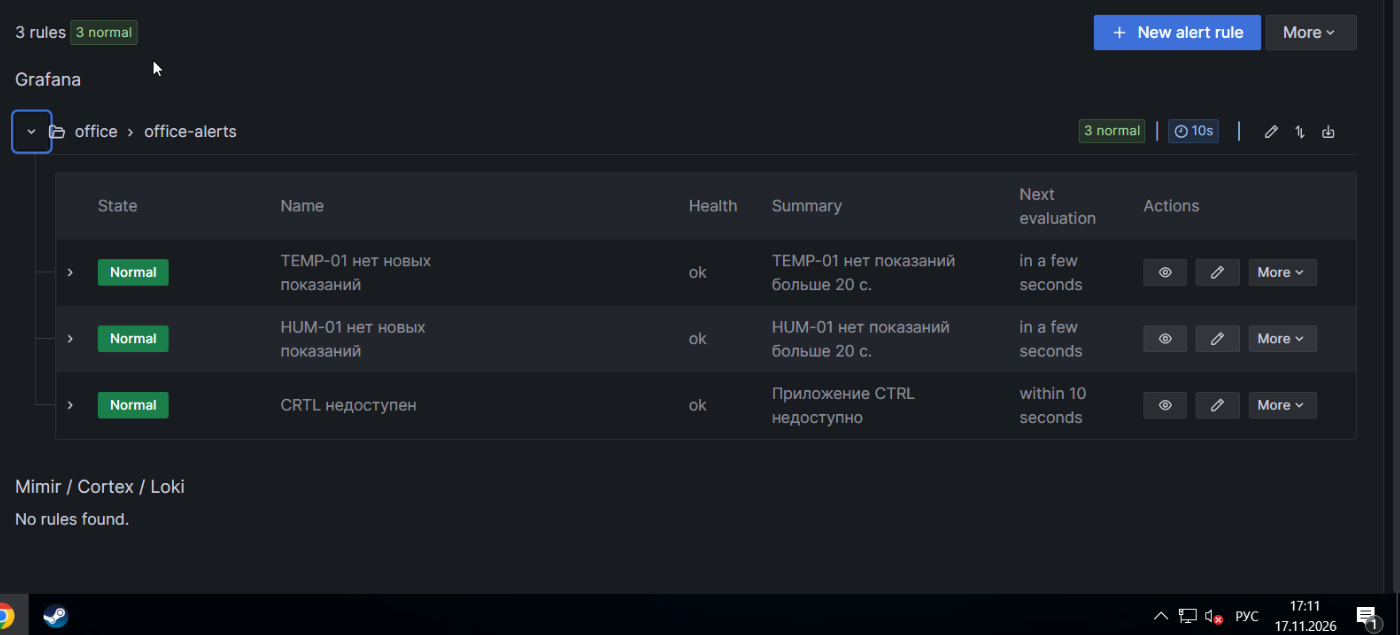 3 rules 3 normal
+ New alert rule More
Grafana
office › office-alerts 3 normal 10s
State Name Health Summary Next evaluation Actions
Normal TEMP-01 нет новых показаний ok TEMP-01 нет показаний больше 20 с. in a few seconds More
Normal HUM-01 нет новых показаний ok HUM-01 нет показаний больше 20 с. in a few seconds More
Normal CRTL недоступен ok Приложение CTRL недоступно within 10 seconds More
Mimir / Cortex / Loki
No rules found.
РУС 17:11
17.11.2026
1